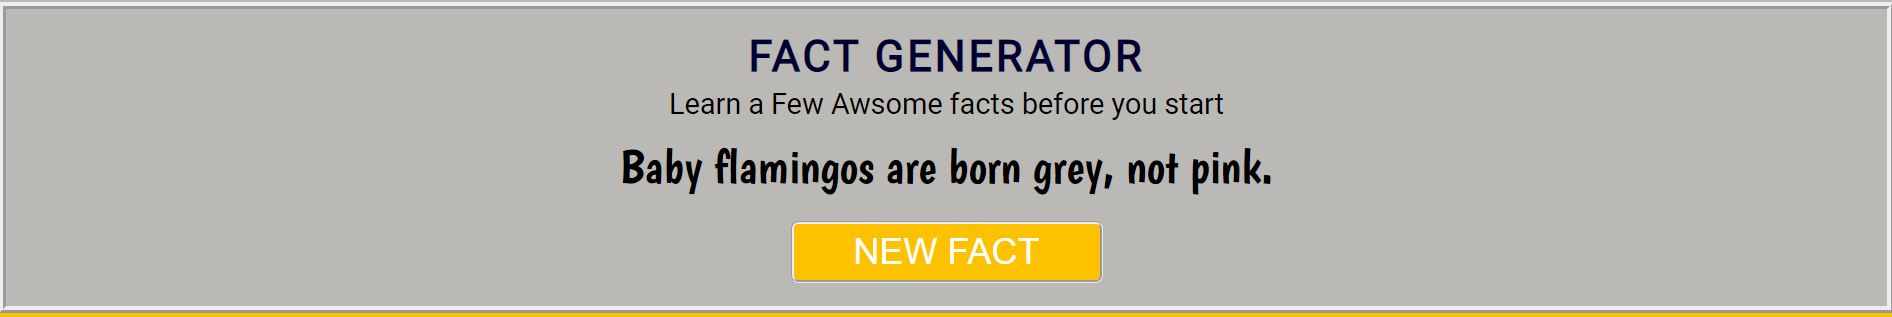 FACT GENERATOR
Learn a Few Awsome facts before you start
Baby flamingos are born grey, not pink.
NEW FACT